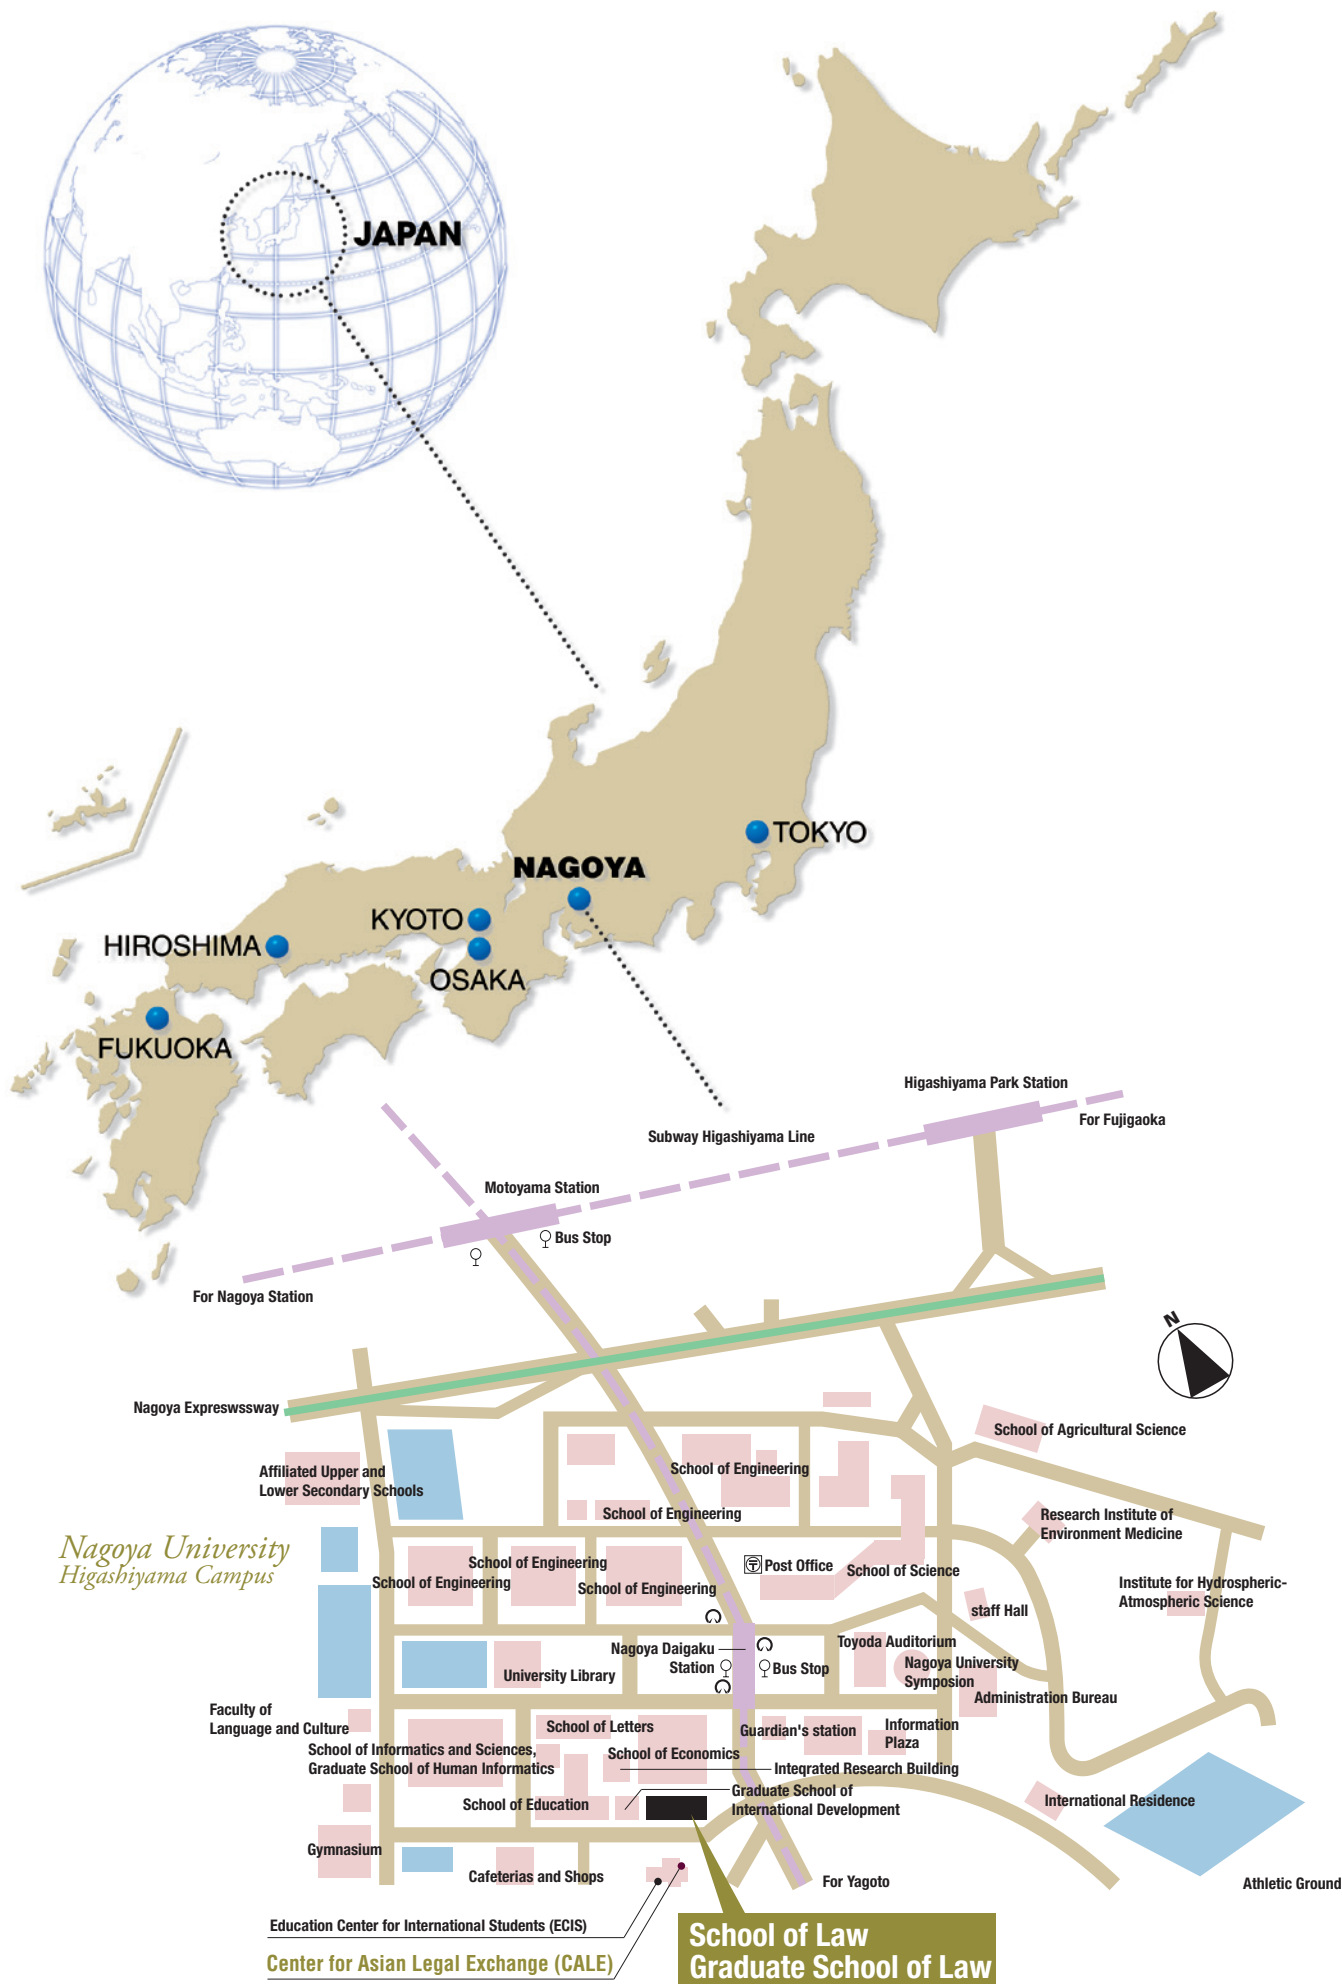 JAPAN
TOKYO
NAGOYA
KYOTO
HIROSHIMA
OSAKA
FUKUOKA
Higashiyama Park Station
For Fujigaoka
Subway Higashiyama Line
Motoyama Station
Bus Stop
For Nagoya Station
N
Nagoya Expreswssway
School of Agricultural Science
Affiliated Upper and
Lower Secondary Schools
School of Engineering
School of Engineering
Research Institute of
Environment Medicine
Nagoya University
Higashiyama Campus
School of Engineering
School of Engineering
School of Engineering
Post Office
School of Science
Institute for Hydrospheric-
Atmospheric Science
staff Hall
Nagoya Daigaku
Station
Bus Stop
Toyoda Auditorium
Nagoya University
Symposion
University Library
Administration Bureau
Faculty of
Language and Culture
School of Letters
Guardian's station
Information
Plaza
School of Informatics and Sciences,
Graduate School of Human Informatics
School of Economics
Inteqrated Research Building
School of Education
Graduate School of
International Development
International Residence
Gymnasium
Cafeterias and Shops
For Yagoto
Athletic Ground
Education Center for International Students (ECIS)
Center for Asian Legal Exchange (CALE)
School of Law
Graduate School of Law